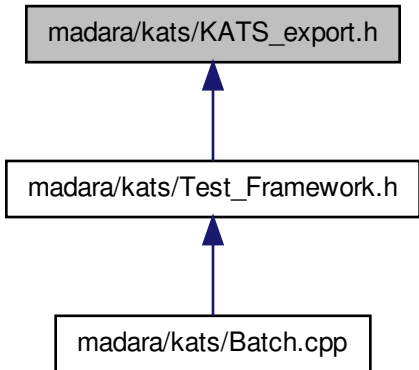 madara/kats/KATS_export.h
madara/kats/Test_Framework.h
madara/kats/Batch.cpp